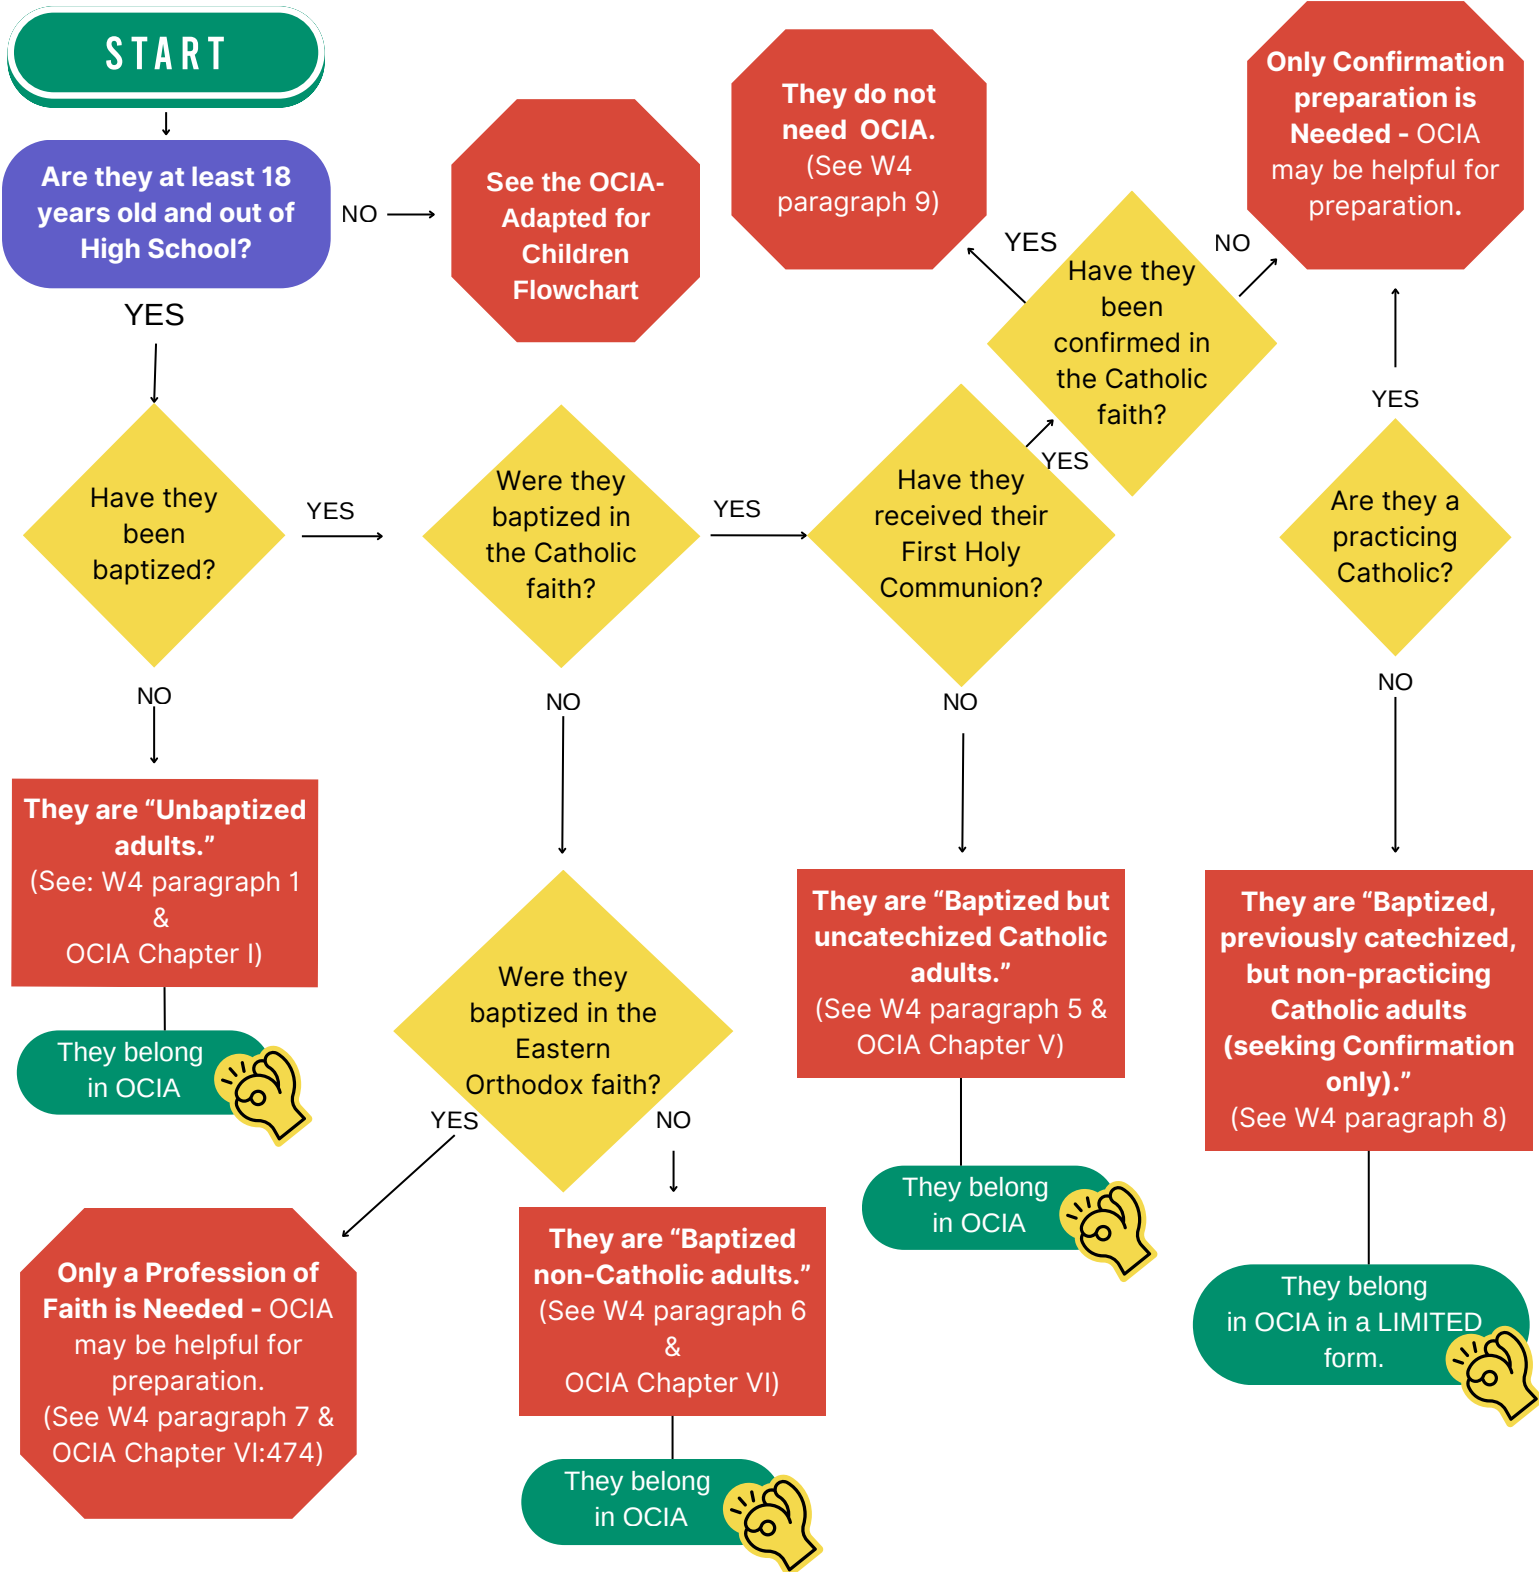 START
Are they at least 18
years old and out of
High School?
NO
See the OCIA-
Adapted for
Children
Flowchart
They do not
need OCIA.
(See W4
paragraph 9)
Only Confirmation
preparation is
Needed - OCIA
may be helpful for
preparation.
YES
NO
Have they
been
confirmed in
the Catholic
faith?
YES
YES
YES
Have they
been
baptized?
YES
Were they
baptized in
the Catholic
faith?
YES
Have they
received their
First Holy
Communion?
Are they a
practicing
Catholic?
NO
NO
NO
NO
They are “Unbaptized
adults.”
(See: W4 paragraph 1
&
OCIA Chapter I)
They belong
in OCIA
Were they
baptized in the
Eastern
Orthodox faith?
YES
NO
They are “Baptized but
uncatechized Catholic
adults.”
(See W4 paragraph 5 &
OCIA Chapter V)
They belong
in OCIA
They are “Baptized,
previously catechized,
but non-practicing
Catholic adults
(seeking Confirmation
only).”
(See W4 paragraph 8)
They belong
in OCIA in a LIMITED
form.
Only a Profession of
Faith is Needed - OCIA
may be helpful for
preparation.
(See W4 paragraph 7 &
OCIA Chapter VI:474)
They are “Baptized
non-Catholic adults.”
(See W4 paragraph 6
&
OCIA Chapter VI)
They belong
in OCIA